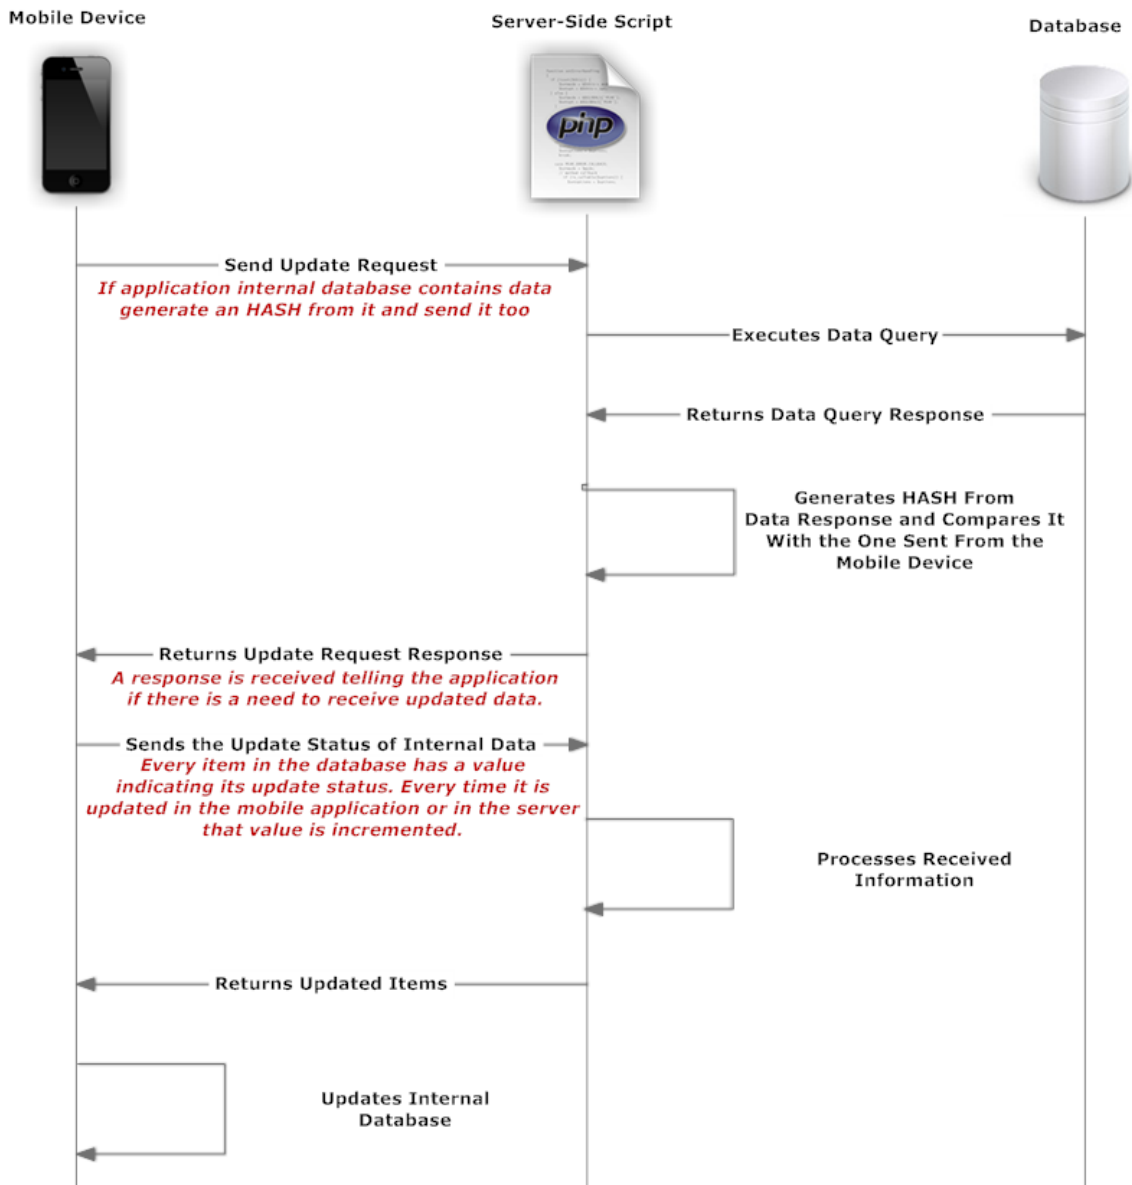 Mobile Device
Server-Side Script
Database
php
Send Update Request
If application internal database contains data
generate an HASH from it and send it too
Executes Data Query
Returns Data Query Response
Generates HASH From
Data Response and Compares It
With the One Sent From the
Mobile Device
Returns Update Request Response
A response is received telling the application
if there is a need to receive updated data.
Sends the Update Status of Internal Data
Every item in the database has a value
indicating its update status. Every time it is
updated in the mobile application or in the server
that value is incremented.
Processes Received
Information
Returns Updated Items
Updates Internal
Database